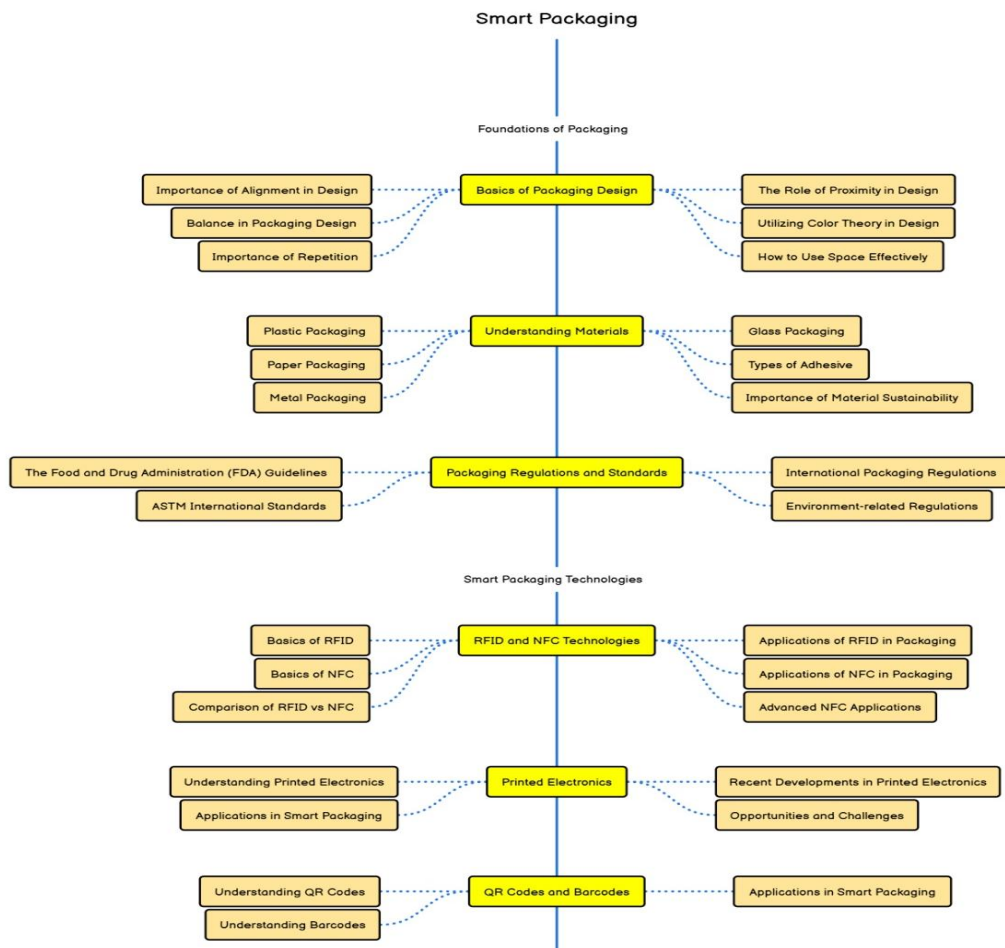 Smart Packaging
Foundations of Packaging
Importance of Alignment in Design
Basics of Packaging Design
The Role of Proximity in Design
Balance in Packaging Design
Utilizing Color Theory in Design
Importance of Repetition
How to Use Space Effectively
Plastic Packaging
Understanding Materials
Glass Packaging
Paper Packaging
Types of Adhesive
Metal Packaging
Importance of Material Sustainability
The Food and Drug Administration (FDA) Guidelines
Packaging Regulations and Standards
International Packaging Regulations
ASTM International Standards
Environment-related Regulations
Smart Packaging Technologies
Basics of RFID
RFID and NFC Technologies
Applications of RFID in Packaging
Basics of NFC
Applications of NFC in Packaging
Comparison of RFID vs NFC
Advanced NFC Applications
Understanding Printed Electronics
Printed Electronics
Recent Developments in Printed Electronics
Applications in Smart Packaging
Opportunities and Challenges
Understanding QR Codes
QR Codes and Barcodes
Applications in Smart Packaging
Understanding Barcodes